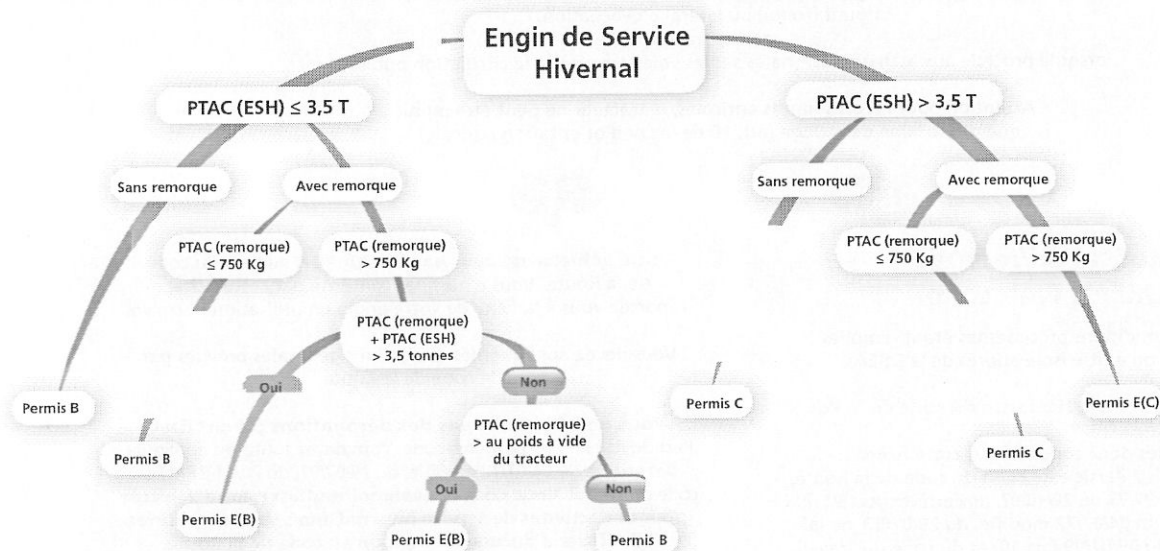 Engin de Service
Hivernal
PTAC (ESH) ≤ 3,5 T
PTAC (ESH) > 3,5 T
Sans remorque
Avec remorque
Sans remorque
Avec remorque
PTAC (remorque)
≤ 750 Kg
PTAC (remorque)
> 750 Kg
PTAC (remorque)
≤ 750 Kg
PTAC (remorque)
> 750 Kg
PTAC (remorque)
+ PTAC (ESH)
> 3,5 tonnes
Oui
Non
Permis B
Permis C
Permis E(C)
PTAC (remorque)
> au poids à vide
du tracteur
Permis B
Permis C
Oui
Non
Permis E(B)
Permis E(B)
Permis B